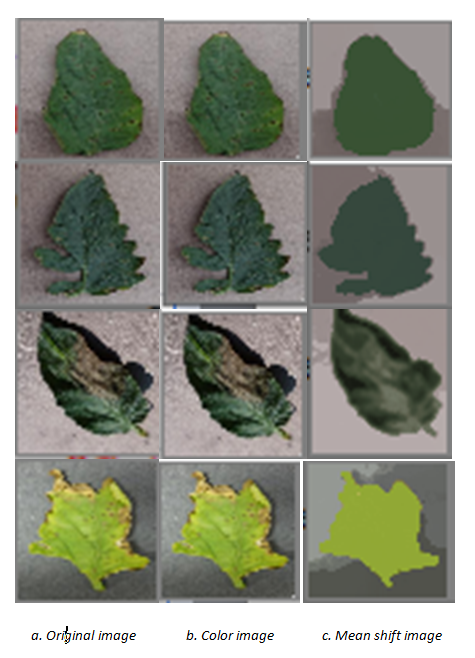 a. Original image
b. Color image
c. Mean shift image